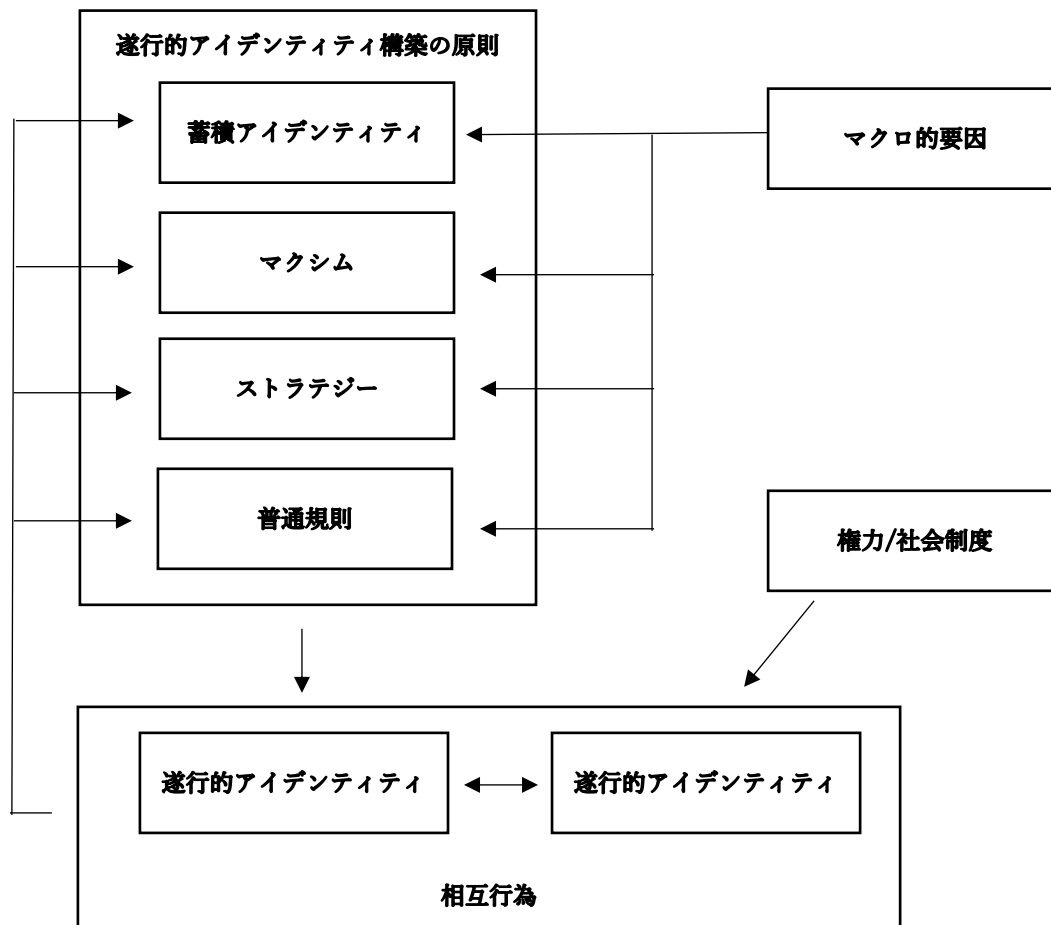 遂行的アイデンティティ構築の原則
蓄積アイデンティティ
マクロ的要因
マクシム
ストラテジー
普通規則
権力/社会制度
遂行的アイデンティティ
遂行的アイデンティティ
相互行為